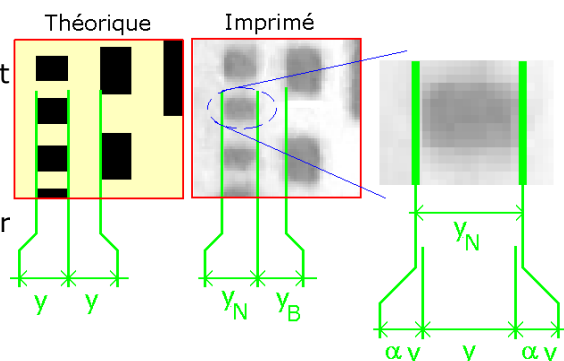 Théorique
Imprimé
t
r
y y
y_N y_B
y_N
α y y α y